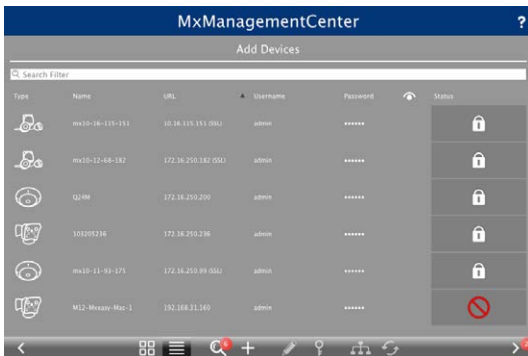 MxManagementCenter ?
Add Devices
Search Filter
Type Name URL Username Password Status
mx10-16-115-151 10.16.115.151 (SSL) admin ••••••
mx10-12-68-182 172.16.250.182 (SSL) admin ••••••
Q24M 172.16.250.200 admin ••••••
103205236 172.16.250.236 admin ••••••
mx10-11-93-175 172.16.250.99 (SSL) admin ••••••
M12-Mxeasy-Mac-1 192.168.31.160 admin ••••••